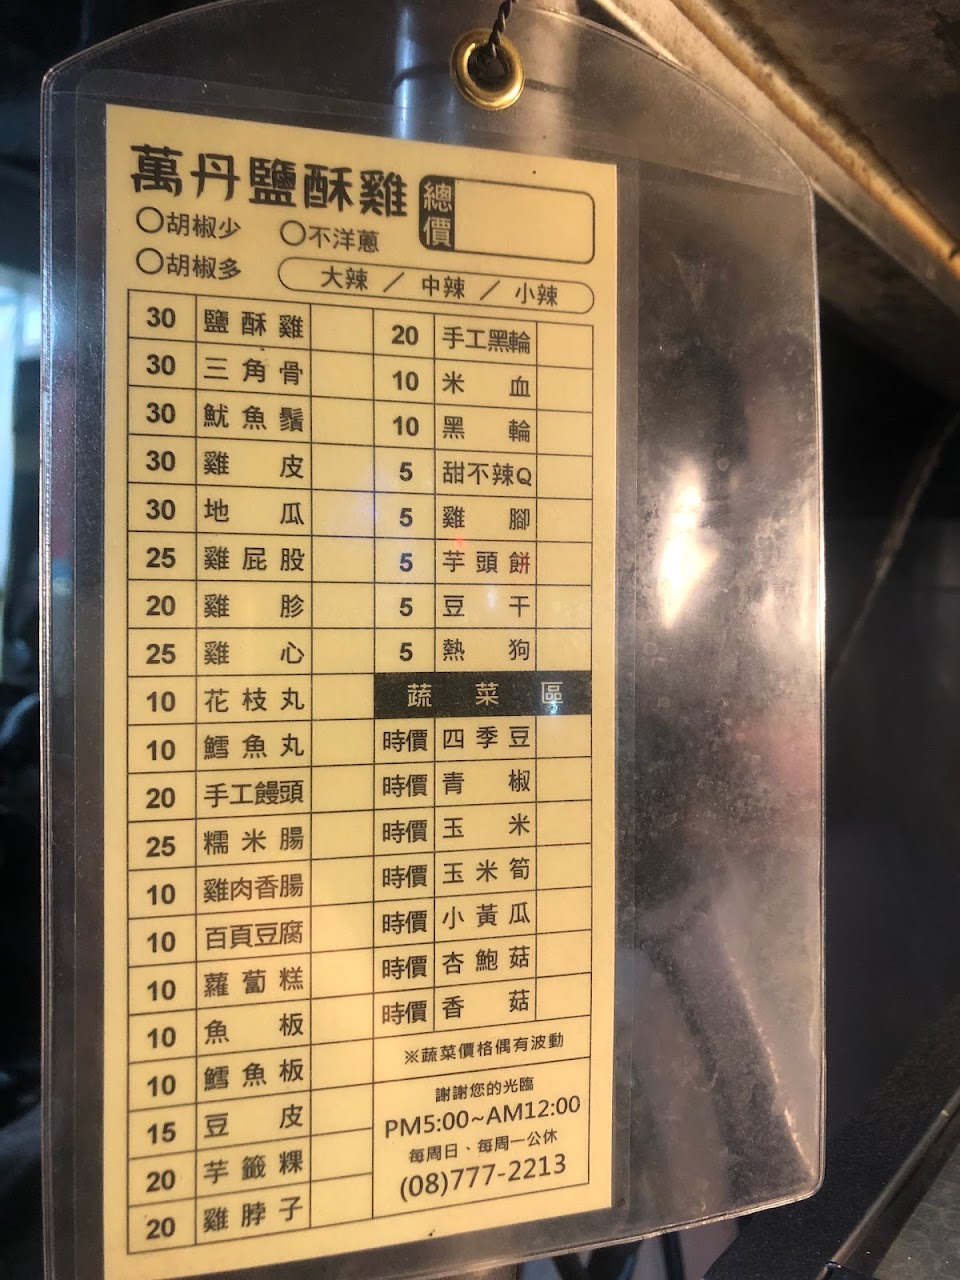 萬丹鹽酥雞
總價
○胡椒少 ○不洋蔥
○胡椒多
大辣 / 中辣 / 小辣
30 鹽酥雞
30 三角骨
30 魷魚鬚
30 雞皮
30 地瓜
25 雞屁股
20 雞胗
25 雞心
10 花枝丸
10 鱈魚丸
20 手工饅頭
25 糯米腸
10 雞肉香腸
10 百頁豆腐
10 蘿蔔糕
10 魚板
10 鱈魚板
15 豆皮
20 芋籤粿
20 雞脖子
20 手工黑輪
10 米血
10 黑輪
5 甜不辣Q
5 雞腳
5 芋頭餅
5 豆干
5 熱狗
蔬菜區
時價 四季豆
時價 青椒
時價 玉米
時價 玉米筍
時價 小黃瓜
時價 杏鮑菇
時價 香菇
※蔬菜價格偶有波動
謝謝您的光臨
PM5:00~AM12:00
每周日、每周一公休
(08)777-2213